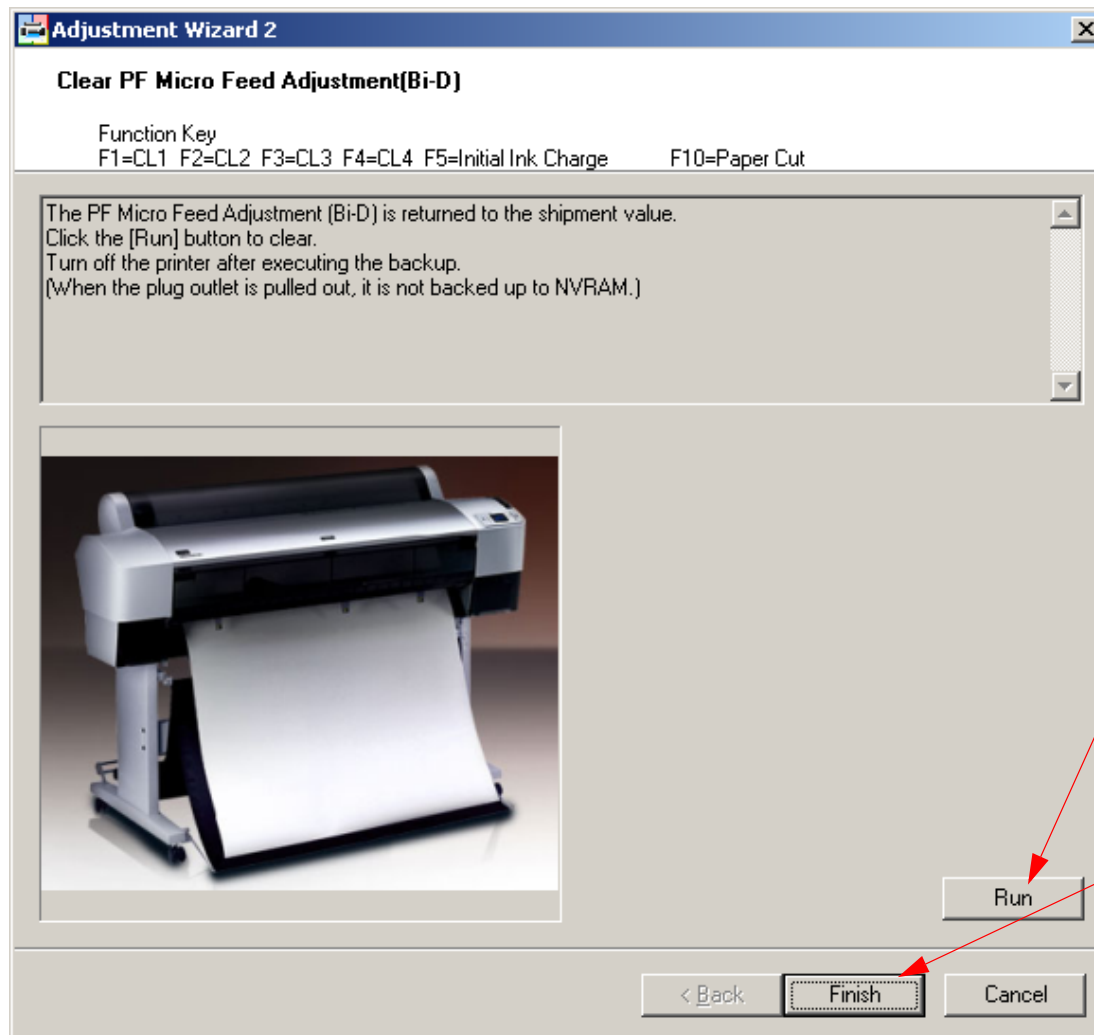 Adjustment Wizard 2
Clear PF Micro Feed Adjustment(Bi-D)
Function Key
F1=CL1 F2=CL2 F3=CL3 F4=CL4 F5=Initial Ink Charge F10=Paper Cut
The PF Micro Feed Adjustment (Bi-D) is returned to the shipment value.
Click the [Run] button to clear.
Turn off the printer after executing the backup.
(When the plug outlet is pulled out, it is not backed up to NVRAM.)
Run
< Back Finish Cancel